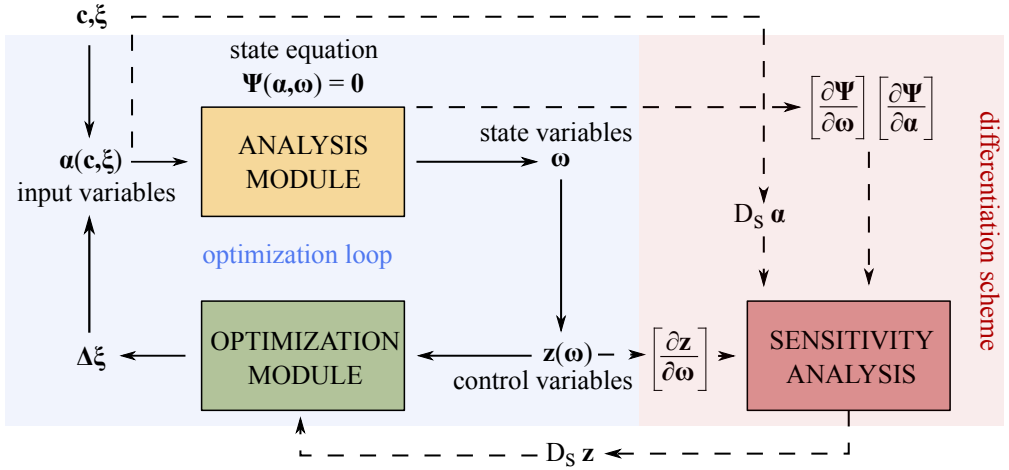 c,ξ
state equation
Ψ(α,ω) = 0
[∂Ψ/∂ω] [∂Ψ/∂α]
ANALYSIS
MODULE
state variables
ω
α(c,ξ)
input variables
D_S α
differentiation scheme
optimization loop
OPTIMIZATION
MODULE
Δξ
z(ω)
control variables
[∂z/∂ω]
SENSITIVITY
ANALYSIS
D_S z